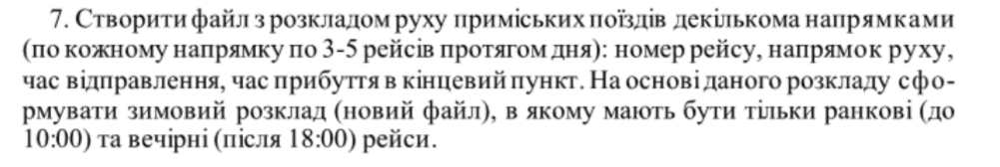 7. Створити файл з розкладом руху приміських поїздів декількома напрямками
(по кожному напрямку по 3-5 рейсів протягом дня): номер рейсу, напрямок руху,
час відправлення, час прибуття в кінцевий пункт. На основі даного розкладу сфо-
рмувати зимовий розклад (новий файл), в якому мають бути тільки ранкові (до
10:00) та вечірні (після 18:00) рейси.